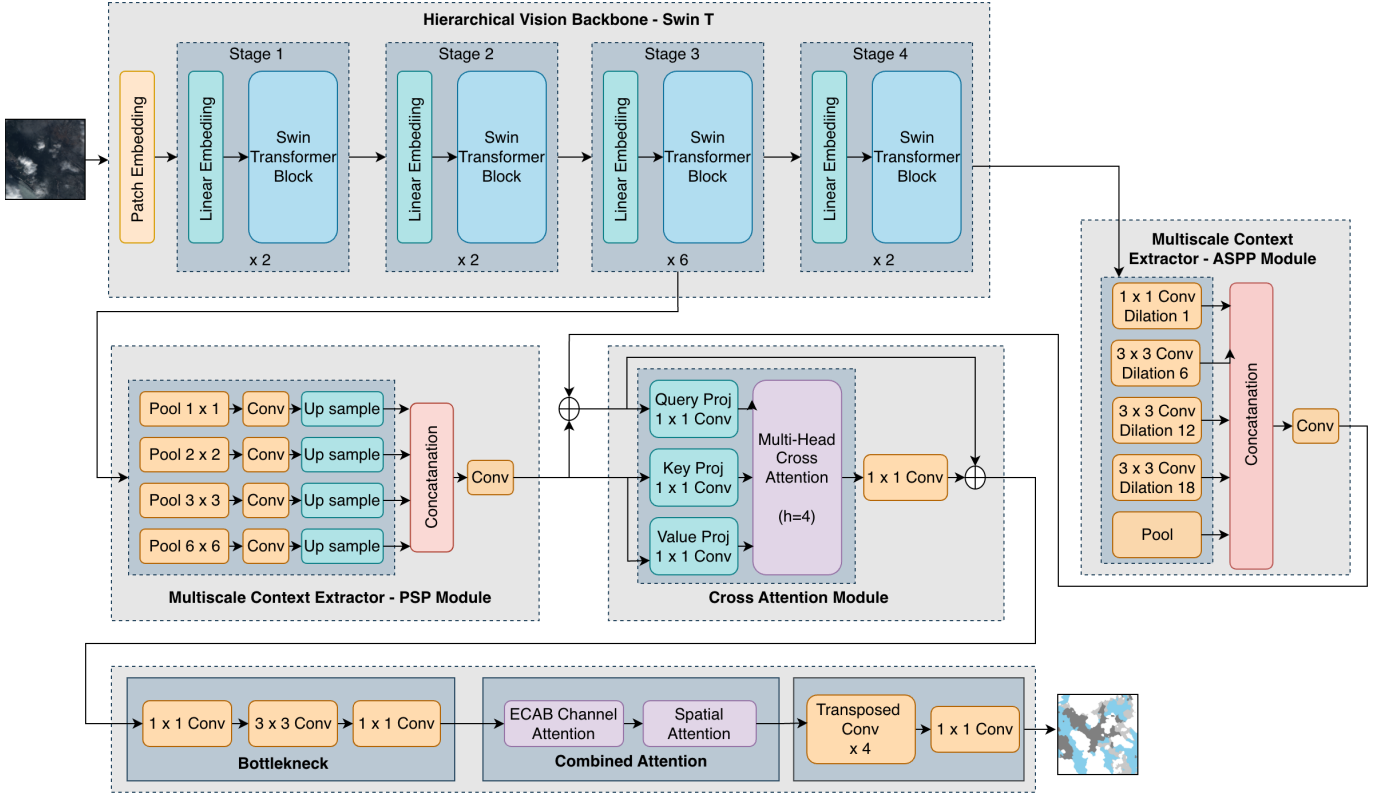 Hierarchical Vision Backbone - Swin T
Patch Embedding
Stage 1
Linear Embediing
Swin
Transformer
Block
x 2
Stage 2
Linear Embediing
Swin
Transformer
Block
x 2
Stage 3
Linear Embediing
Swin
Transformer
Block
x 6
Stage 4
Linear Embediing
Swin
Transformer
Block
x 2
Multiscale Context
Extractor - ASPP Module
1 x 1 Conv
Dilation 1
3 x 3 Conv
Dilation 6
3 x 3 Conv
Dilation 12
3 x 3 Conv
Dilation 18
Pool
Concatanation
Conv
Pool 1 x 1
Conv
Up sample
Pool 2 x 2
Conv
Up sample
Pool 3 x 3
Conv
Up sample
Pool 6 x 6
Conv
Up sample
Concatanation
Conv
Multiscale Context Extractor - PSP Module
Query Proj
1 x 1 Conv
Key Proj
1 x 1 Conv
Value Proj
1 x 1 Conv
Multi-Head
Cross
Attention
(h=4)
1 x 1 Conv
Cross Attention Module
1 x 1 Conv
3 x 3 Conv
1 x 1 Conv
Bottlekneck
ECAB Channel
Attention
Spatial
Attention
Combined Attention
Transposed
Conv
x 4
1 x 1 Conv